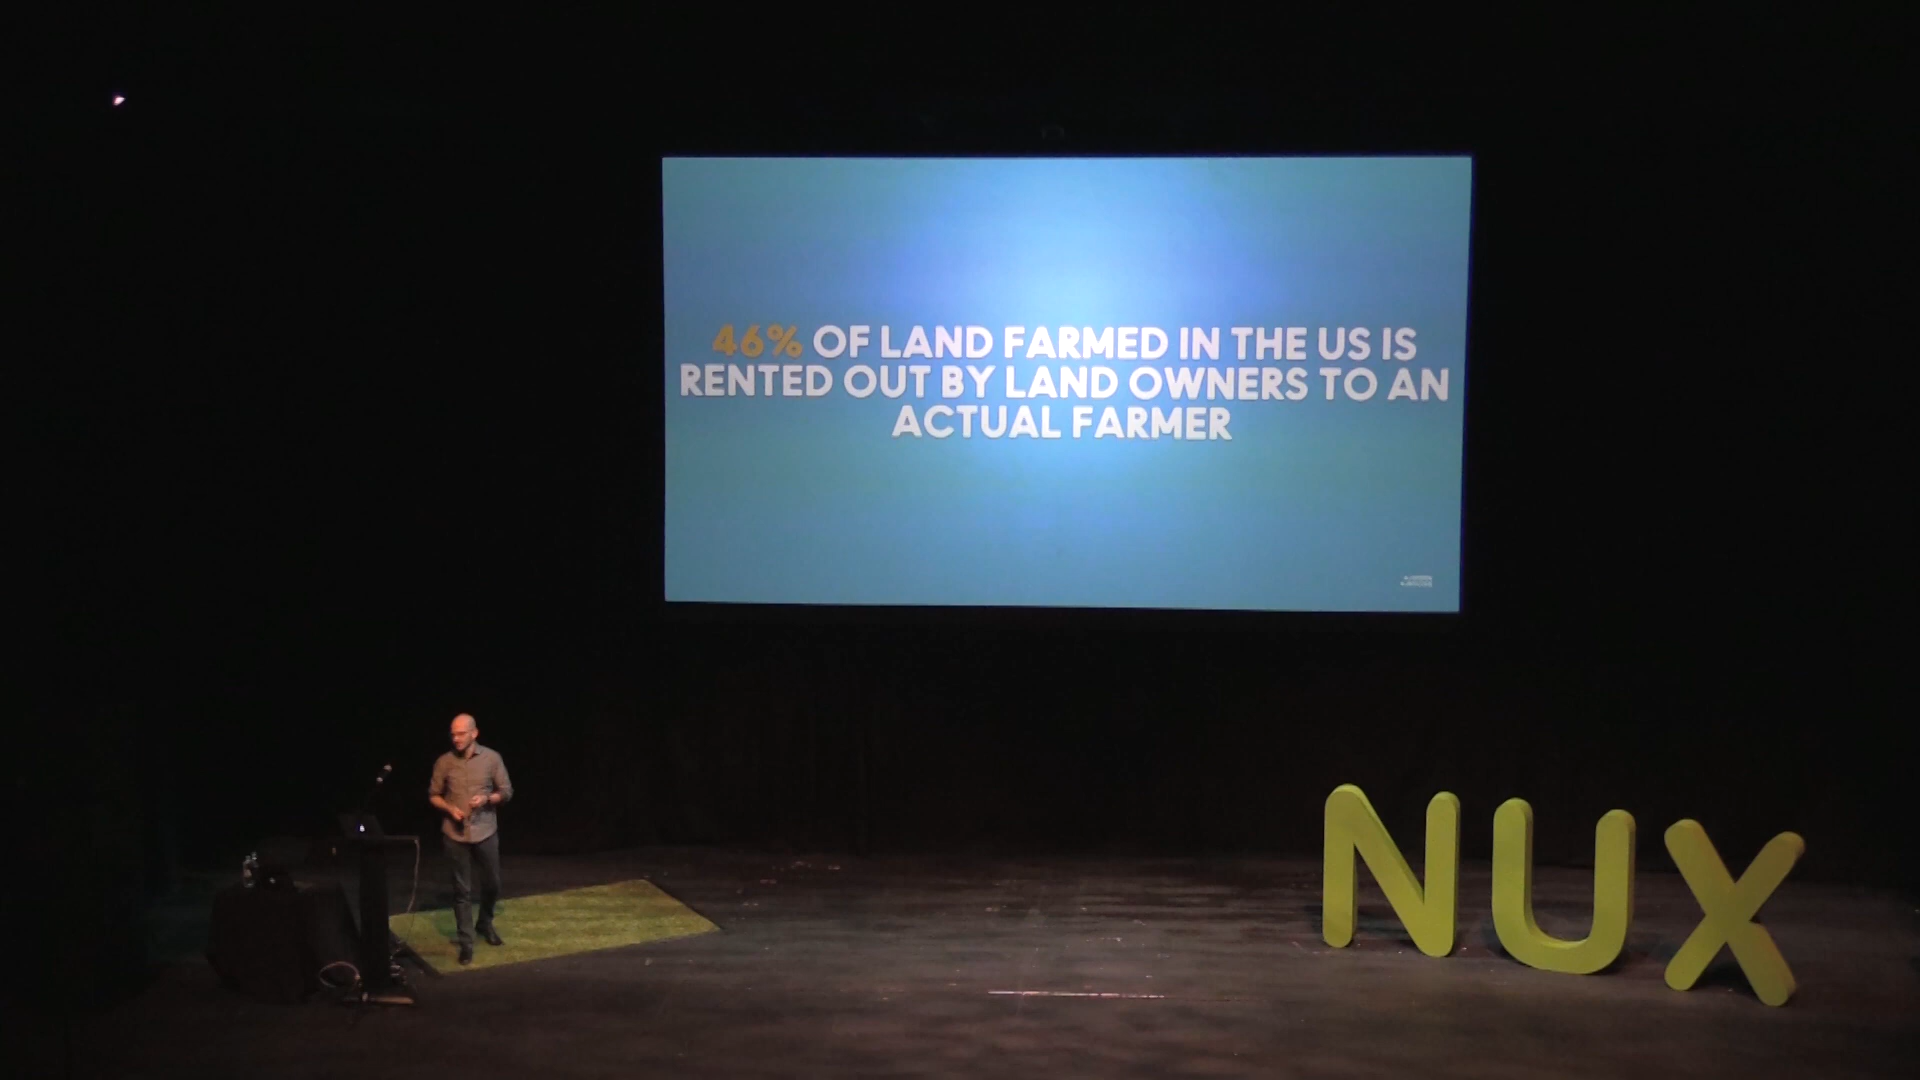 46% OF LAND FARMED IN THE US IS
RENTED OUT BY LAND OWNERS TO AN
ACTUAL FARMER
NUX